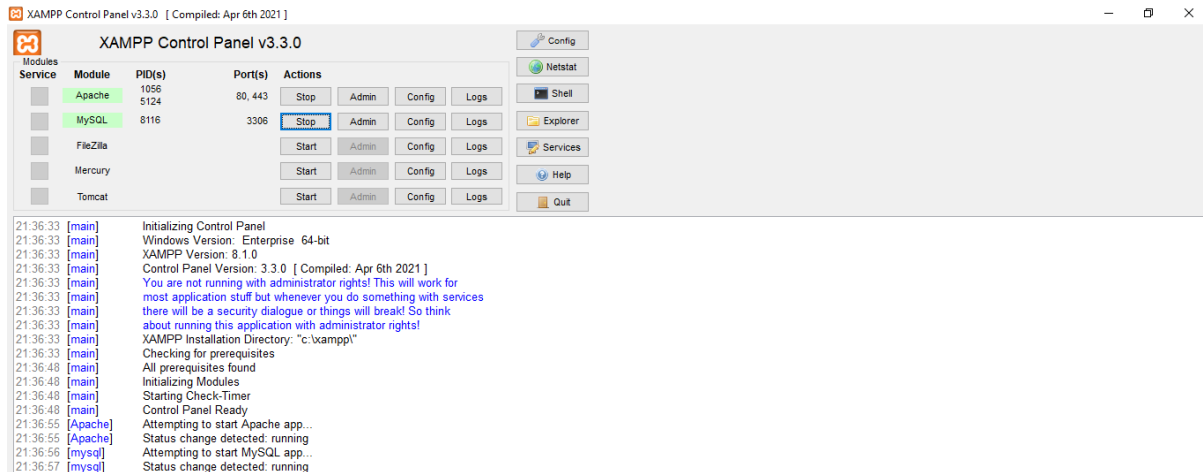 XAMPP Control Panel v3.3.0 [ Compiled: Apr 6th 2021 ]
XAMPP Control Panel v3.3.0
Config
Modules
Service Module PID(s) Port(s) Actions
Netstat
Apache 1056 5124 80, 443 Stop Admin Config Logs
Shell
MySQL 8116 3306 Stop Admin Config Logs
Explorer
FileZilla Start Admin Config Logs
Services
Mercury Start Admin Config Logs
Help
Tomcat Start Admin Config Logs
Quit
21:36:33 [main] Initializing Control Panel
21:36:33 [main] Windows Version: Enterprise 64-bit
21:36:33 [main] XAMPP Version: 8.1.0
21:36:33 [main] Control Panel Version: 3.3.0 [ Compiled: Apr 6th 2021 ]
21:36:33 [main] You are not running with administrator rights! This will work for
21:36:33 [main] most application stuff but whenever you do something with services
21:36:33 [main] there will be a security dialogue or things will break! So think
21:36:33 [main] about running this application with administrator rights!
21:36:33 [main] XAMPP Installation Directory: "c:\xampp\"
21:36:33 [main] Checking for prerequisites
21:36:48 [main] All prerequisites found
21:36:48 [main] Initializing Modules
21:36:48 [main] Starting Check-Timer
21:36:48 [main] Control Panel Ready
21:36:55 [Apache] Attempting to start Apache app...
21:36:55 [Apache] Status change detected: running
21:36:56 [mysql] Attempting to start MySQL app...
21:36:57 [mysql] Status change detected: running